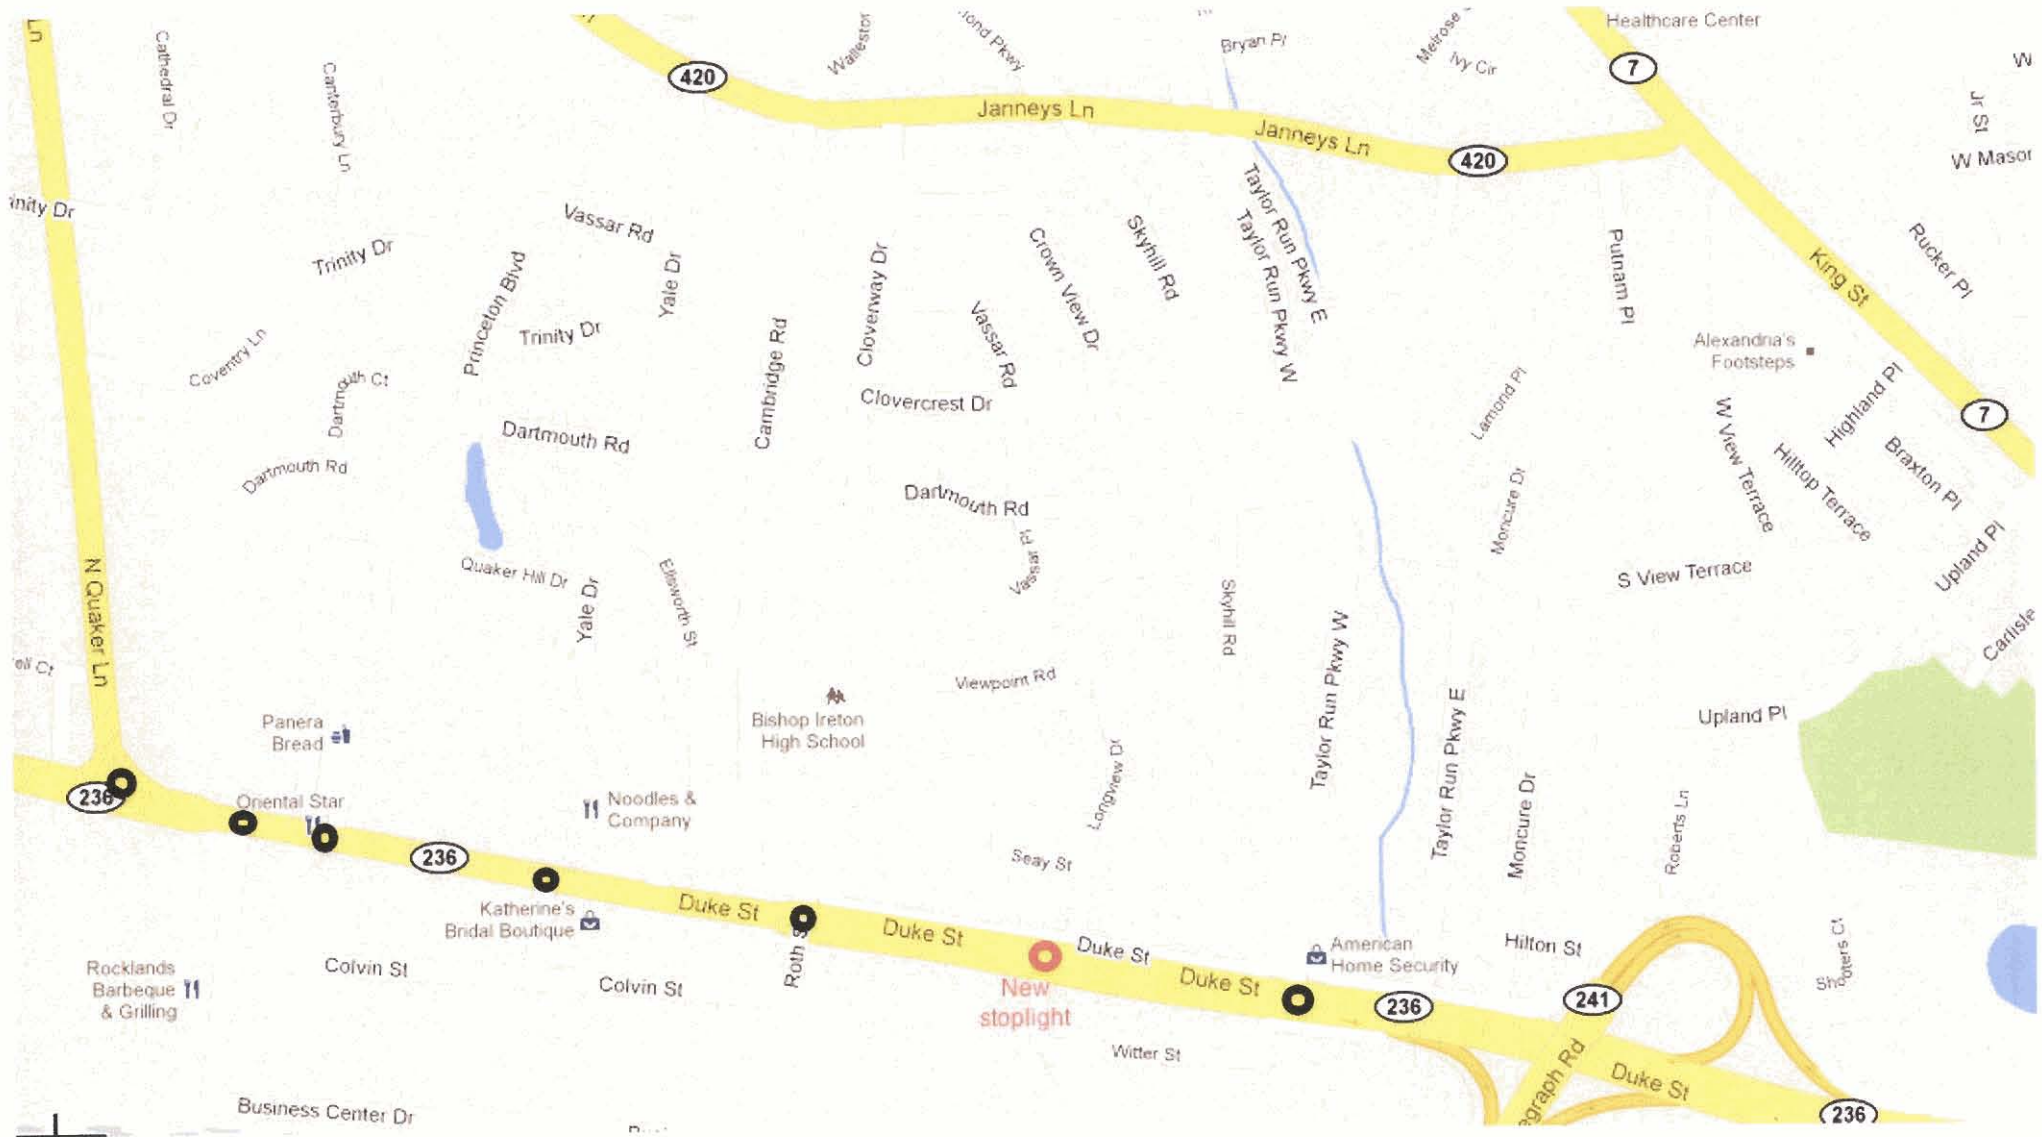 Ln
Cathedral Dr
Canterbury Ln
420
Bryan Pl
Ivy Cir
Healthcare Center
7
W
Jr St
Janneys Ln
Janneys Ln
420
W Mason
inity Dr
Trinity Dr
Vassar Rd
Yale Dr
Princeton Blvd
Trinity Dr
Cambridge Rd
Cloverway Dr
Crown View Dr
Vassar Rd
Skyhill Rd
Taylor Run Pkwy E
Taylor Run Pkwy W
Putnam Pl
King St
Rucker Pl
Alexandria's
Footsteps
7
Coventry Ln
Dartmouth Ct
Dartmouth Rd
Dartmouth Rd
Clovercrest Dr
Dartmouth Rd
Vassar Pl
Lamond Pl
Moncure Dr
W View Terrace
Hilltop Terrace
Highland Pl
Braxton Pl
Upland Pl
S View Terrace
Carlisle
N Quaker Ln
Quaker Hill Dr
Yale Dr
Ellsworth St
Skyhill Rd
Taylor Run Pkwy W
Taylor Run Pkwy E
ell Ct
Panera
Bread
Bishop Ireton
High School
Viewpoint Rd
Longview Dr
Upland Pl
Moncure Dr
Roberts Ln
236
Oriental Star
Noodles &
Company
236
Seay St
Katherine's
Bridal Boutique
Duke St
Roth S
Duke St
Duke St
Duke St
New
stoplight
American
Home Security
Hilton St
Shooters Ct
236
241
Rocklands
Barbeque
& Grilling
Colvin St
Colvin St
Witter St
egraph Rd
Duke St
236
Business Center Dr